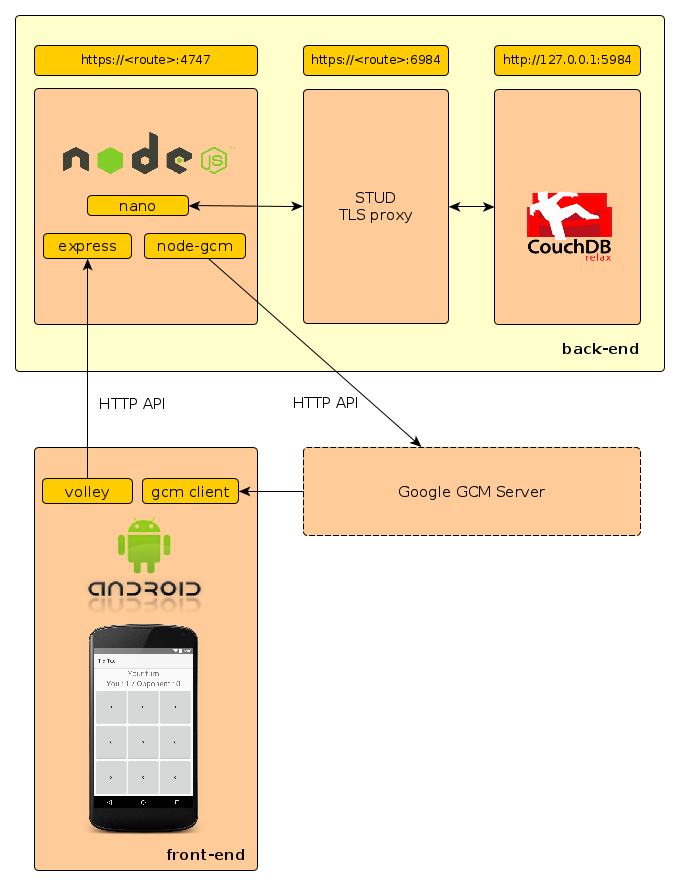 https://<route>:4747
https://<route>:6984
http://127.0.0.1:5984
node
JS
nano
express
node-gcm
STUD
TLS proxy
CouchDB
relax
back-end
HTTP API
HTTP API
volley
gcm client
Google GCM Server
ANDROID
Your turn
You : 1 / Opponent : 0
front-end